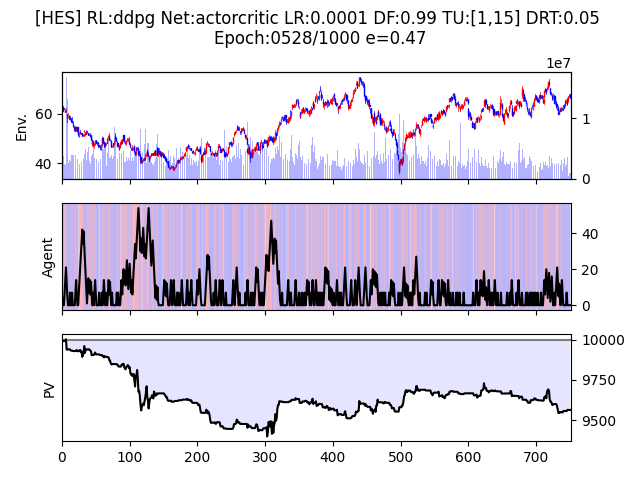 [HES] RL:ddpg Net:actorcritic LR:0.0001 DF:0.99 TU:[1,15] DRT:0.05
Epoch:0528/1000 e=0.47
1e7
Env.
60
40
1
0
Agent
40
20
0
PV
10000
9750
9500
0 100 200 300 400 500 600 700